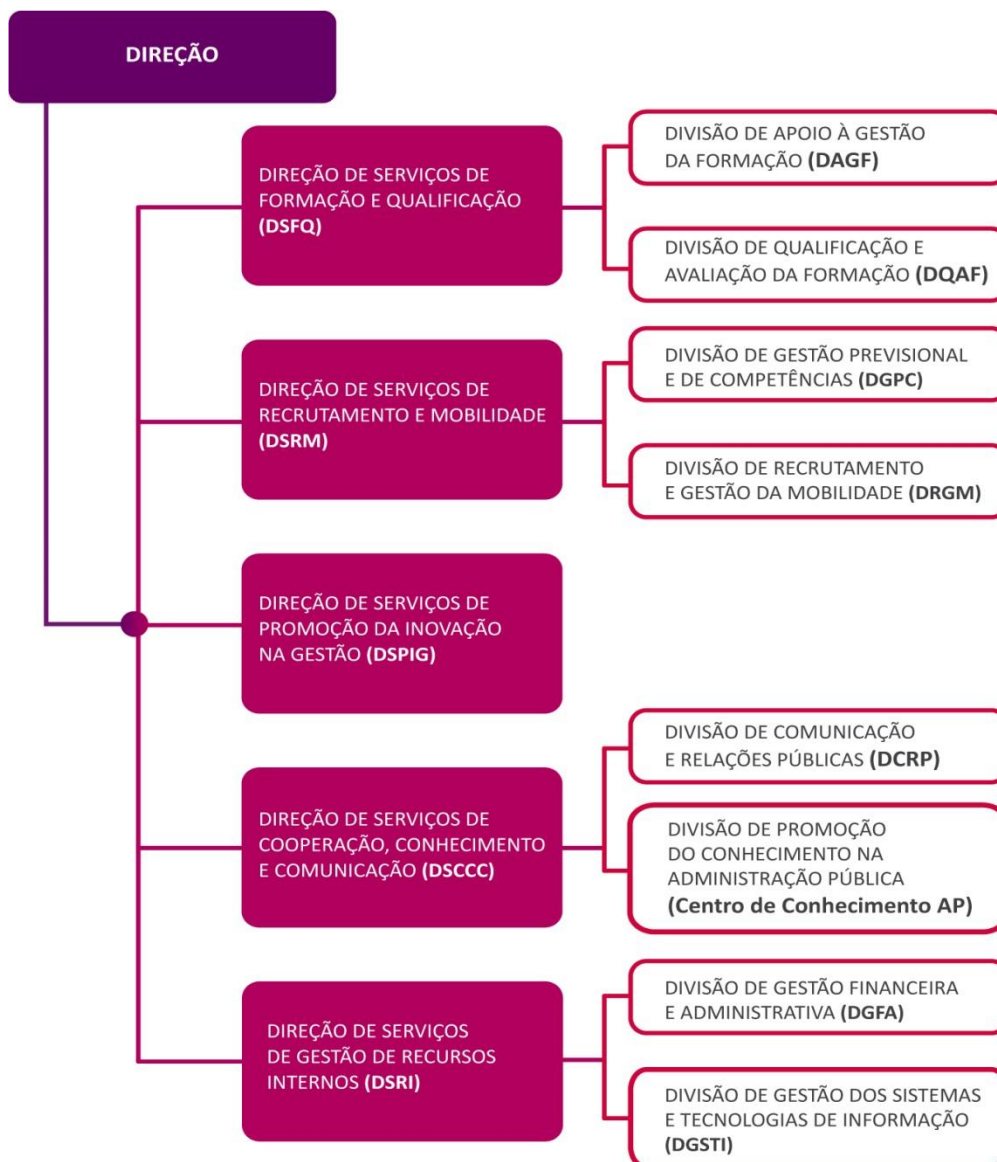 DIREÇÃO
DIREÇÃO DE SERVIÇOS DE
FORMAÇÃO E QUALIFICAÇÃO
(DSFQ)
DIVISÃO DE APOIO À GESTÃO
DA FORMAÇÃO (DAGF)
DIVISÃO DE QUALIFICAÇÃO E
AVALIAÇÃO DA FORMAÇÃO (DQAF)
DIREÇÃO DE SERVIÇOS DE
RECRUTAMENTO E MOBILIDADE
(DSRM)
DIVISÃO DE GESTÃO PREVISIONAL
E DE COMPETÊNCIAS (DGPC)
DIVISÃO DE RECRUTAMENTO
E GESTÃO DA MOBILIDADE (DRGM)
DIREÇÃO DE SERVIÇOS DE
PROMOÇÃO DA INOVAÇÃO
NA GESTÃO (DSPIG)
DIREÇÃO DE SERVIÇOS DE
COOPERAÇÃO, CONHECIMENTO
E COMUNICAÇÃO (DSCCC)
DIVISÃO DE COMUNICAÇÃO
E RELAÇÕES PÚBLICAS (DCRP)
DIVISÃO DE PROMOÇÃO
DO CONHECIMENTO NA
ADMINISTRAÇÃO PÚBLICA
(Centro de Conhecimento AP)
DIREÇÃO DE SERVIÇOS
DE GESTÃO DE RECURSOS
INTERNOS (DSRI)
DIVISÃO DE GESTÃO FINANCEIRA
E ADMINISTRATIVA (DGFA)
DIVISÃO DE GESTÃO DOS SISTEMAS
E TECNOLOGIAS DE INFORMAÇÃO
(DGSTI)